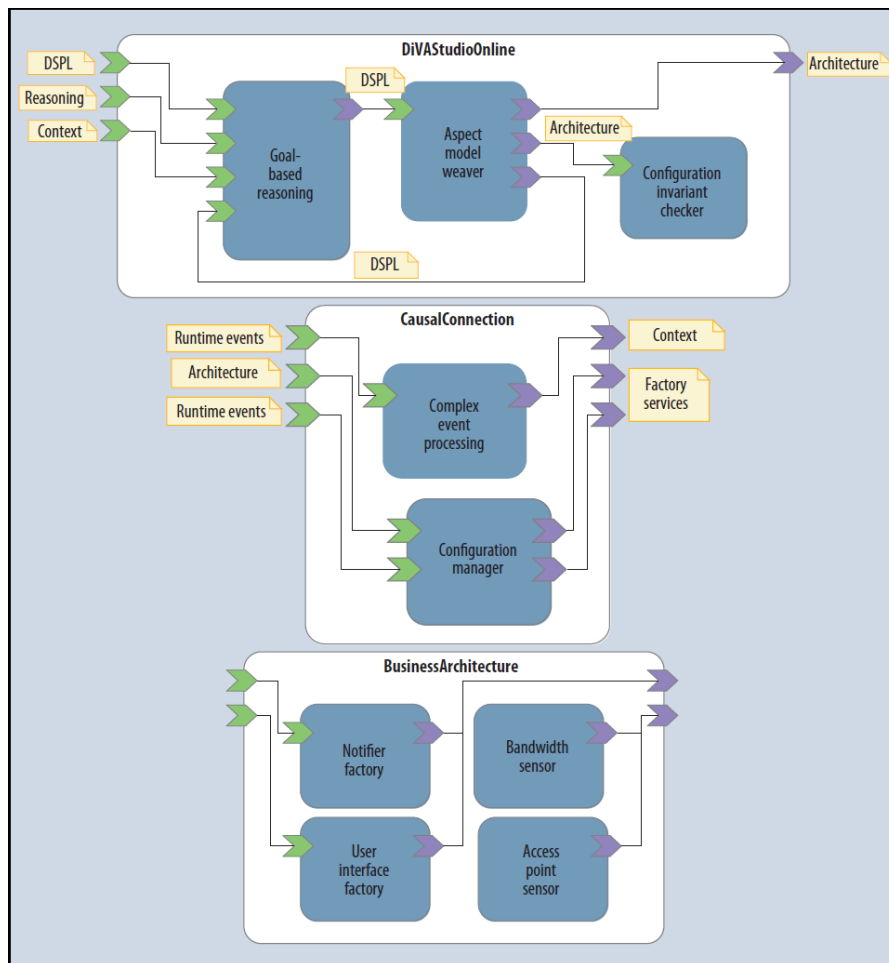 DiVAStudioOnline
DSPL
Reasoning
Context
Goal-
based
reasoning
DSPL
Aspect
model
weaver
Architecture
Architecture
Configuration
invariant
checker
DSPL
CausalConnection
Runtime events
Architecture
Runtime events
Complex
event
processing
Configuration
manager
Context
Factory
services
BusinessArchitecture
Notifier
factory
Bandwidth
sensor
User
interface
factory
Access
point
sensor